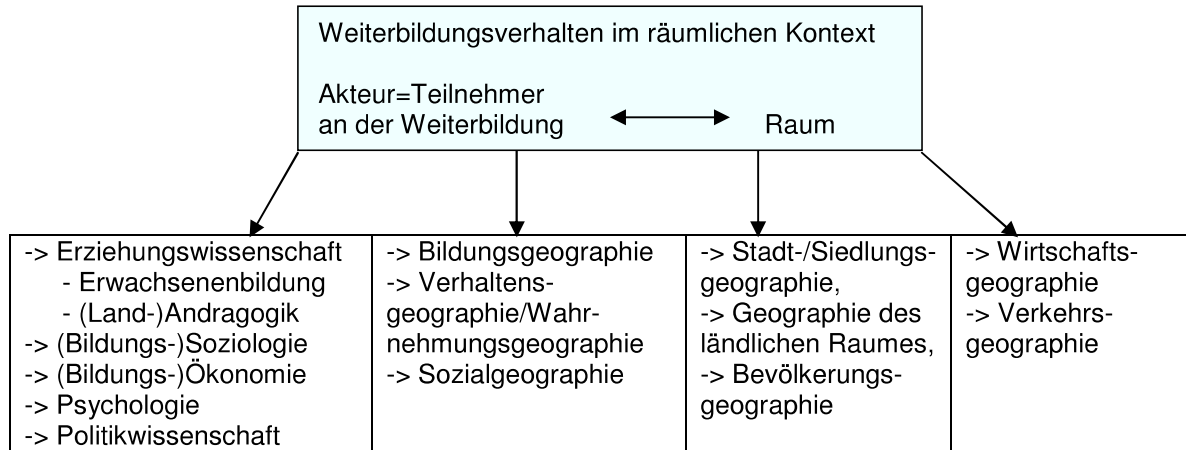 Weiterbildungsverhalten im räumlichen Kontext
Akteur=Teilnehmer
an der Weiterbildung Raum
-> Erziehungswissenschaft
- Erwachsenenbildung
- (Land-)Andragogik
-> (Bildungs-)Soziologie
-> (Bildungs-)Ökonomie
-> Psychologie
-> Politikwissenschaft
-> Bildungsgeographie
-> Verhaltens-
geographie/Wahr-
nehmungsgeographie
-> Sozialgeographie
-> Stadt-/Siedlungs-
geographie,
-> Geographie des
ländlichen Raumes,
-> Bevölkerungs-
geographie
-> Wirtschafts-
geographie
-> Verkehrs-
geographie